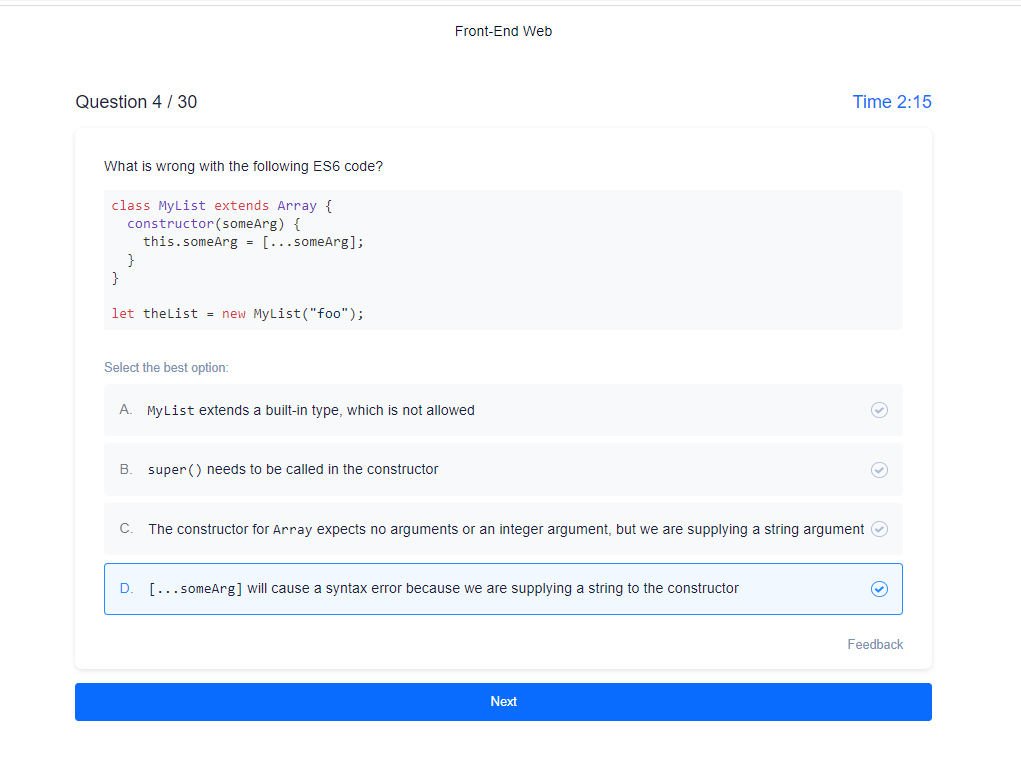 Front-End Web
Question 4 / 30
Time 2:15
What is wrong with the following ES6 code?
class MyList extends Array {
  constructor(someArg) {
    this.someArg = [...someArg];
  }
}
let theList = new MyList("foo");
Select the best option:
A. MyList extends a built-in type, which is not allowed
B. super() needs to be called in the constructor
C. The constructor for Array expects no arguments or an integer argument, but we are supplying a string argument
D. [...someArg] will cause a syntax error because we are supplying a string to the constructor
Feedback
Next